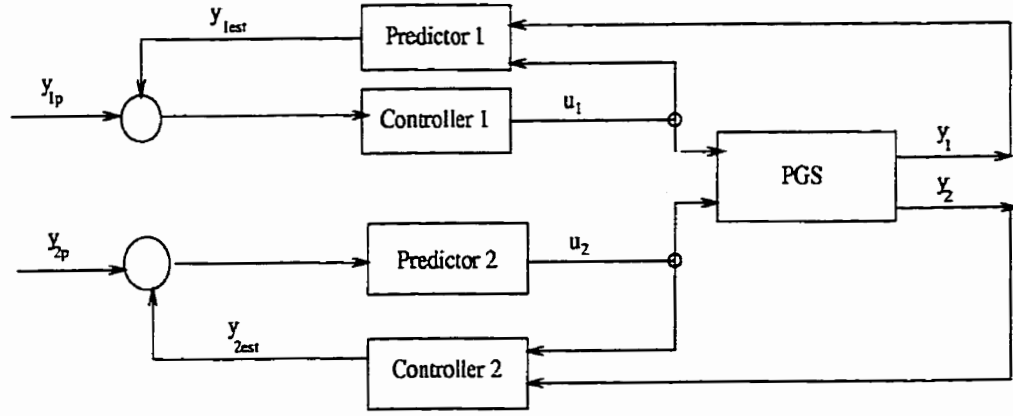 y1est
Predictor 1
y1p
Controller 1
u1
PGS
y1
y2
y2p
Predictor 2
u2
y2est
Controller 2